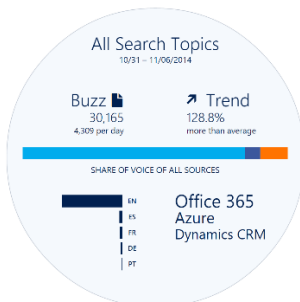 All Search Topics
10/31 – 11/06/2014
Buzz
30,165
4,309 per day
Trend
128.8%
more than average
SHARE OF VOICE OF ALL SOURCES
EN
ES
FR
DE
PT
Office 365
Azure
Dynamics CRM